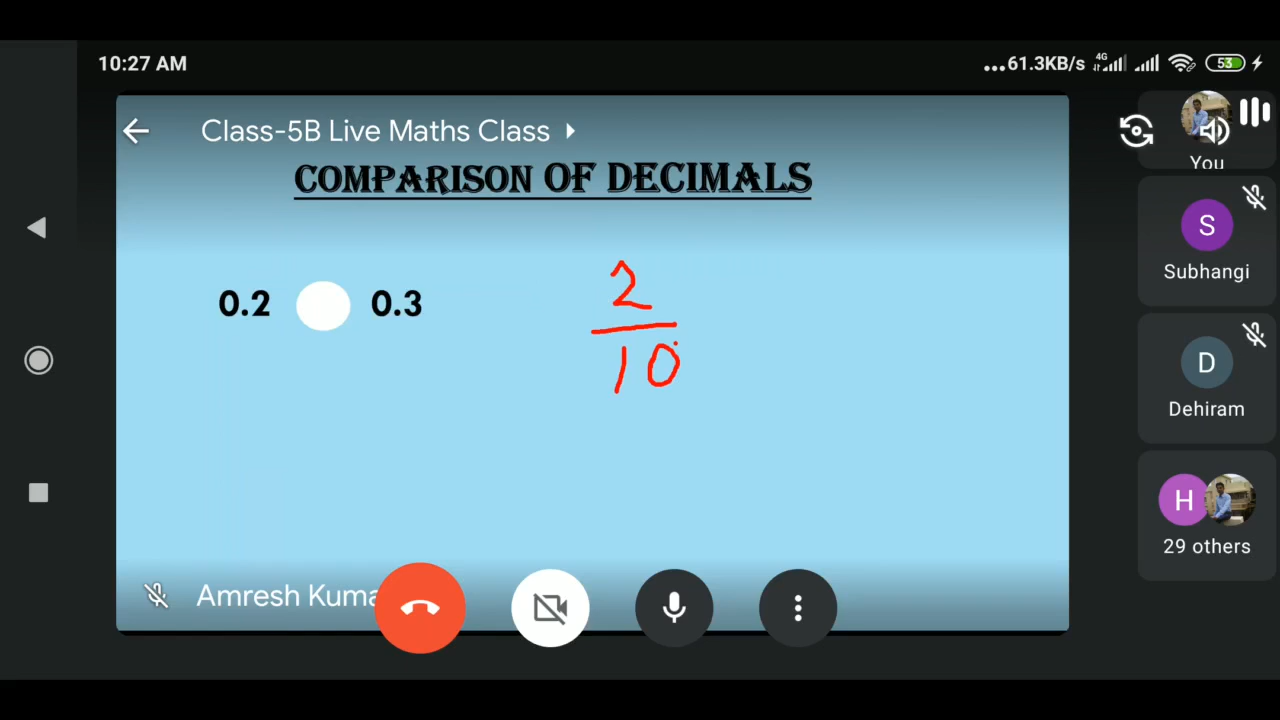 10:27 AM
...61.3KB/s 4G 53
Class-5B Live Maths Class
COMPARISON OF DECIMALS
0.2 0.3
2
10
Amresh Kuma
You
S
Subhangi
D
Dehiram
H
29 others